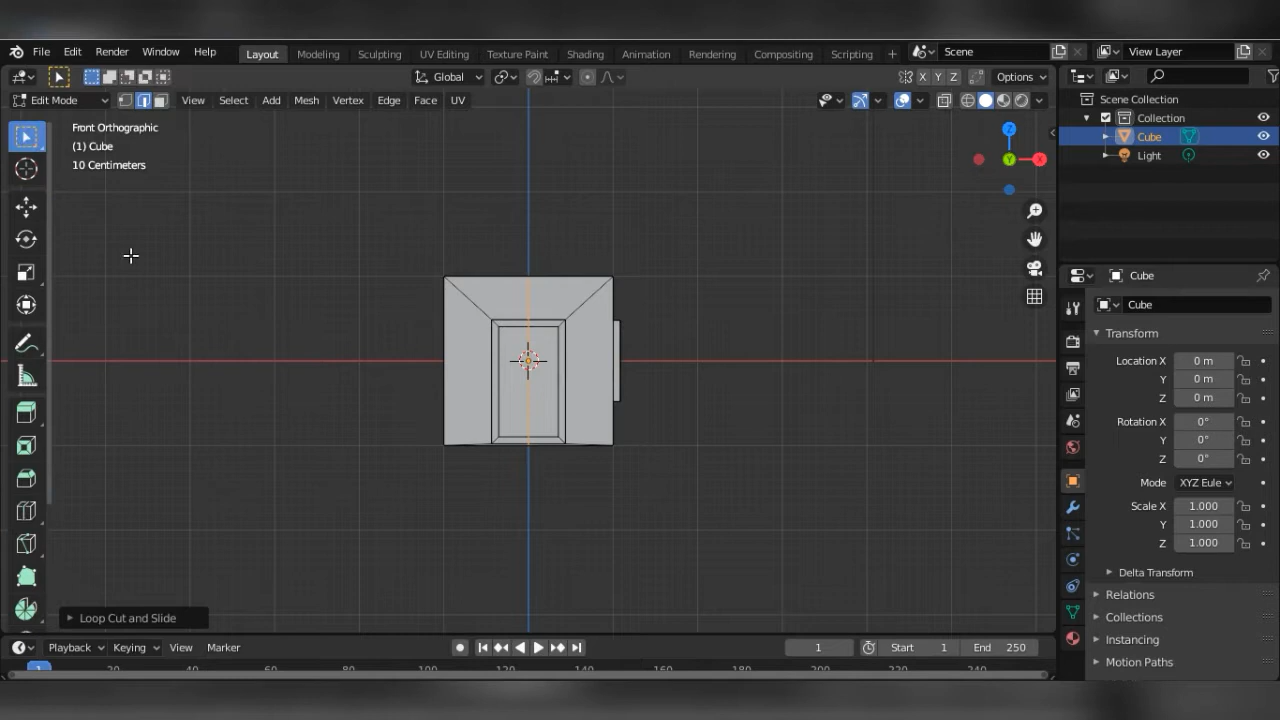 File Edit Render Window Help Layout Modeling Sculpting UV Editing Texture Paint Shading Animation Rendering Compositing Scripting + Scene View Layer
Global X Y Z Options
Edit Mode View Select Add Mesh Vertex Edge Face UV
Scene Collection
Collection
Cube
Light
Front Orthographic
(1) Cube
10 Centimeters
Z
Y
X
Cube
Cube
Transform
Location X 0 m
Y 0 m
Z 0 m
Rotation X 0°
Y 0°
Z 0°
Mode XYZ Eule
Scale X 1.000
Y 1.000
Z 1.000
Delta Transform
Relations
Collections
Instancing
Motion Paths
Loop Cut and Slide
Playback Keying View Marker 1 Start 1 End 250
1 20 40 60 80 100 120 140 160 180 200 220 240